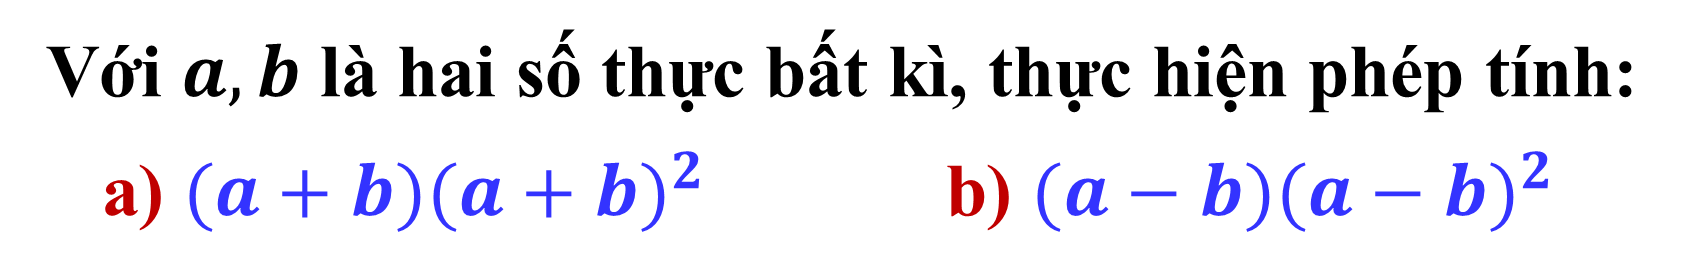 Với a, b là hai số thực bất kì, thực hiện phép tính:
a) (a + b)(a + b)² b) (a − b)(a − b)²